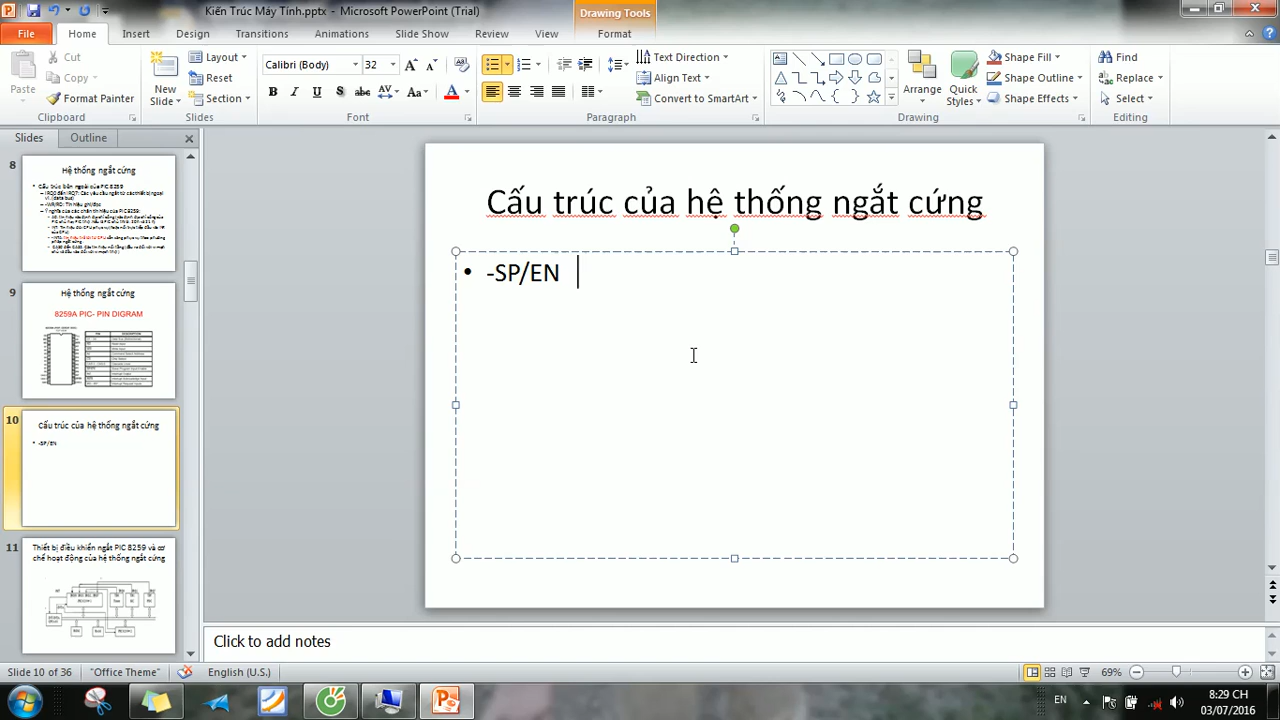 Kiến Trúc Máy Tính.pptx - Microsoft PowerPoint (Trial)
Drawing Tools
File Home Insert Design Transitions Animations Slide Show Review View Format
Paste
Cut
Copy
Format Painter
Clipboard
New Slide
Layout
Reset
Section
Slides
Calibri (Body) 32
B I U S abc AV Aa A
Font
Text Direction
Align Text
Convert to SmartArt
Paragraph
Arrange
Quick Styles
Shape Fill
Shape Outline
Shape Effects
Drawing
Find
Replace
Select
Editing
Slides Outline
8
Hệ thống ngắt cứng
9
Hệ thống ngắt cứng
8259A PIC- PIN DIGRAM
10
Cấu trúc của hệ thống ngắt cứng
• -SP/EN
11
Thiết bị điều khiển ngắt PIC 8259 và cơ
chế hoạt động của hệ thống ngắt cứng
Cấu trúc của hệ thống ngắt cứng
• -SP/EN
Click to add notes
Slide 10 of 36 "Office Theme" English (U.S.) 69%
EN
8:29 CH
03/07/2016